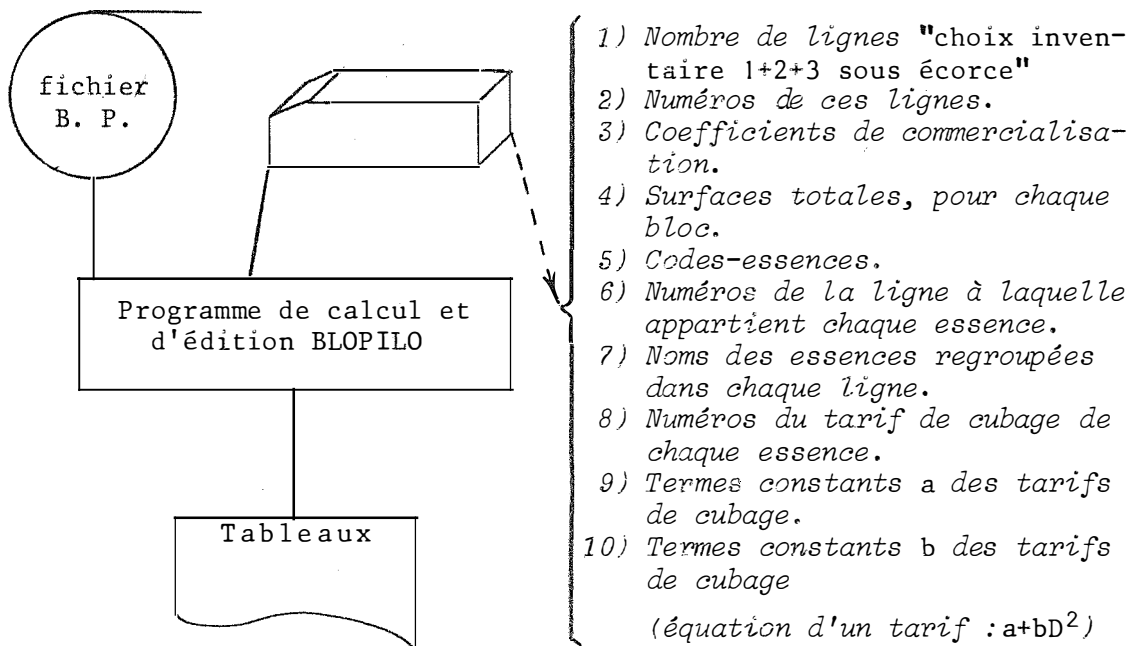 fichier
B. P.
Programme de calcul et
d'édition BLOPILO
Tableaux
1) Nombre de lignes "choix inven-
taire 1+2+3 sous écorce"
2) Numéros de ces lignes.
3) Coefficients de commercialisa-
tion.
4) Surfaces totales, pour chaque
bloc.
5) Codes-essences.
6) Numéros de la ligne à laquelle
appartient chaque essence.
7) Noms des essences regroupées
dans chaque ligne.
8) Numéros du tarif de cubage de
chaque essence.
9) Termes constants a des tarifs
de cubage.
10) Termes constants b des tarifs
de cubage
(équation d'un tarif : a+bD²)